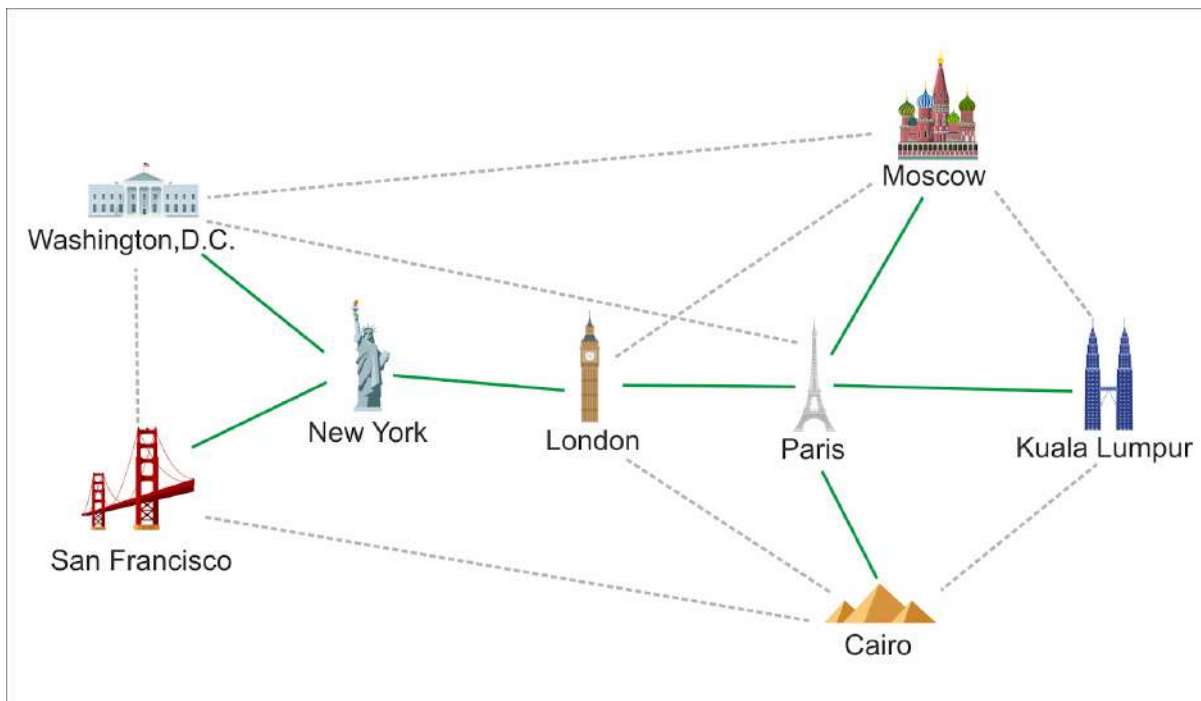 Moscow
Washington,D.C.
New York
London
Paris
Kuala Lumpur
San Francisco
Cairo